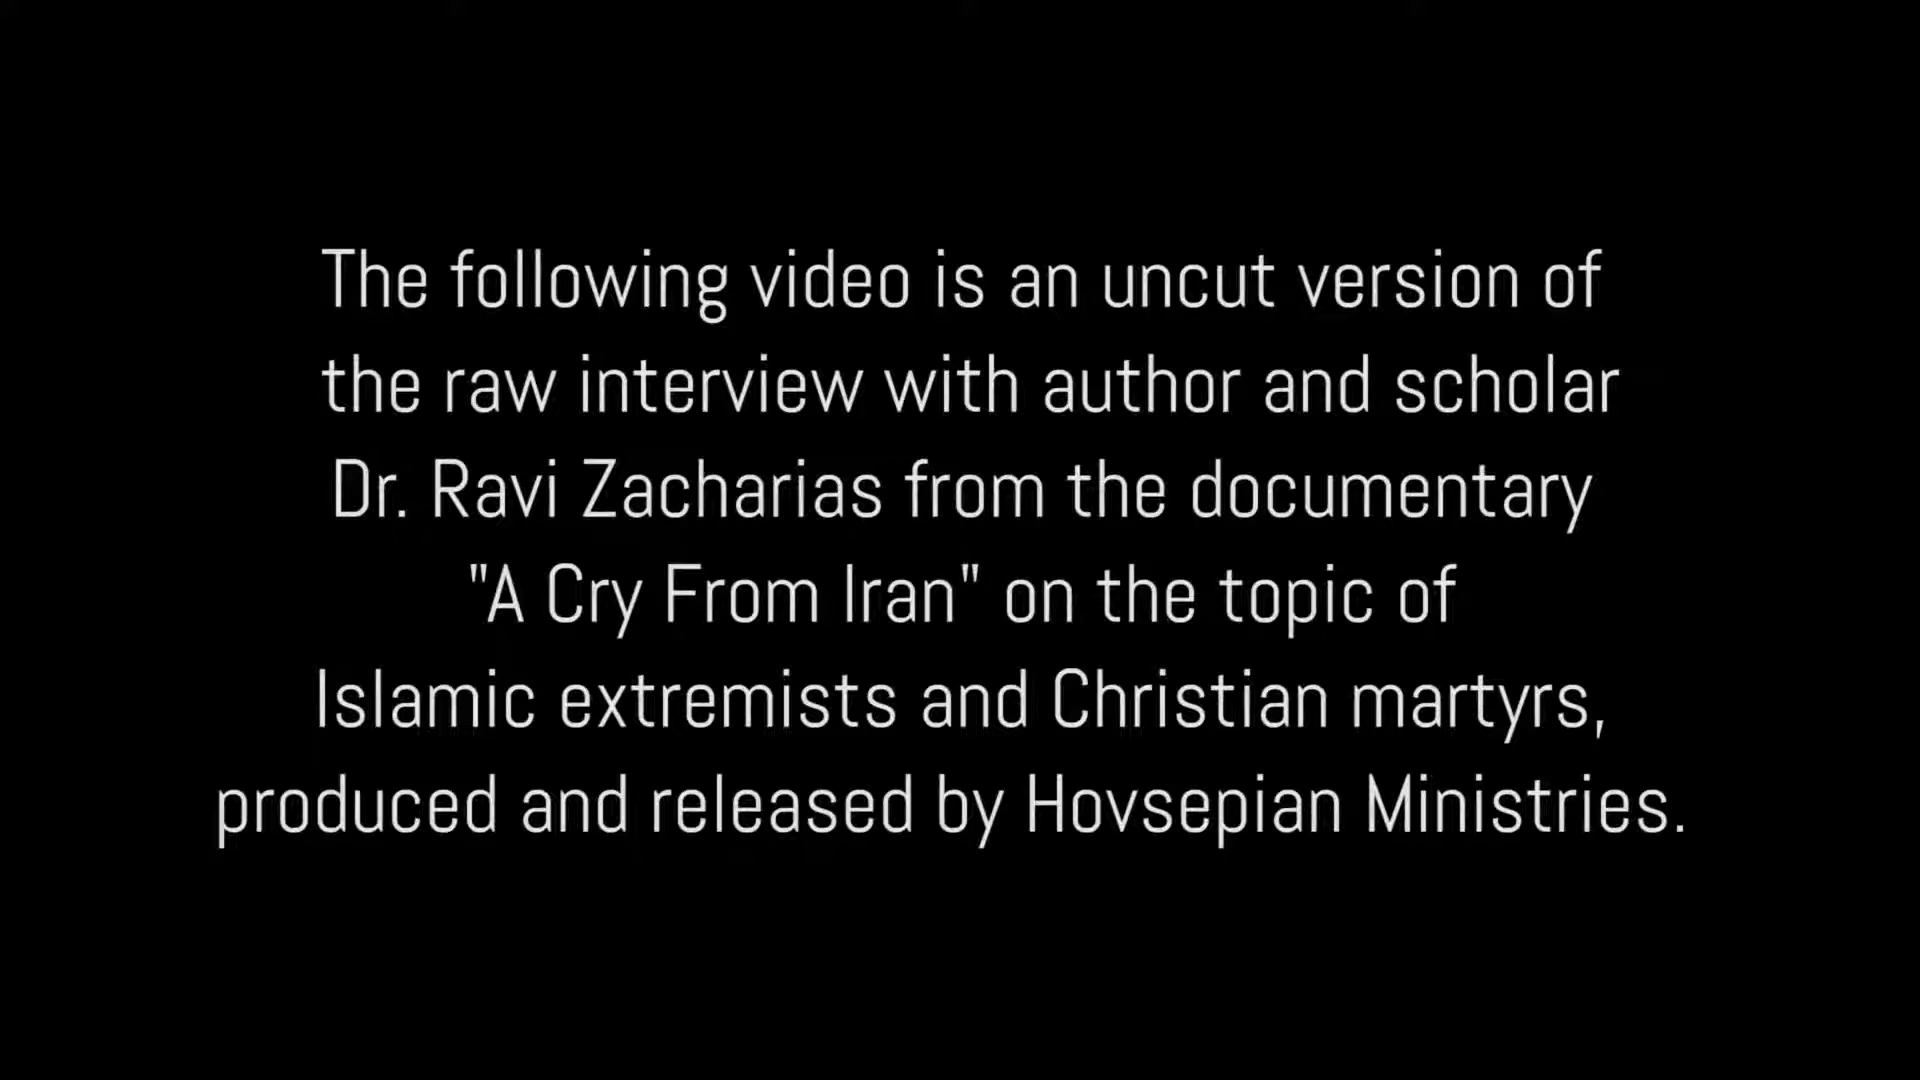 The following video is an uncut version of
the raw interview with author and scholar
Dr. Ravi Zacharias from the documentary
"A Cry From Iran" on the topic of
Islamic extremists and Christian martyrs,
produced and released by Hovsepian Ministries.